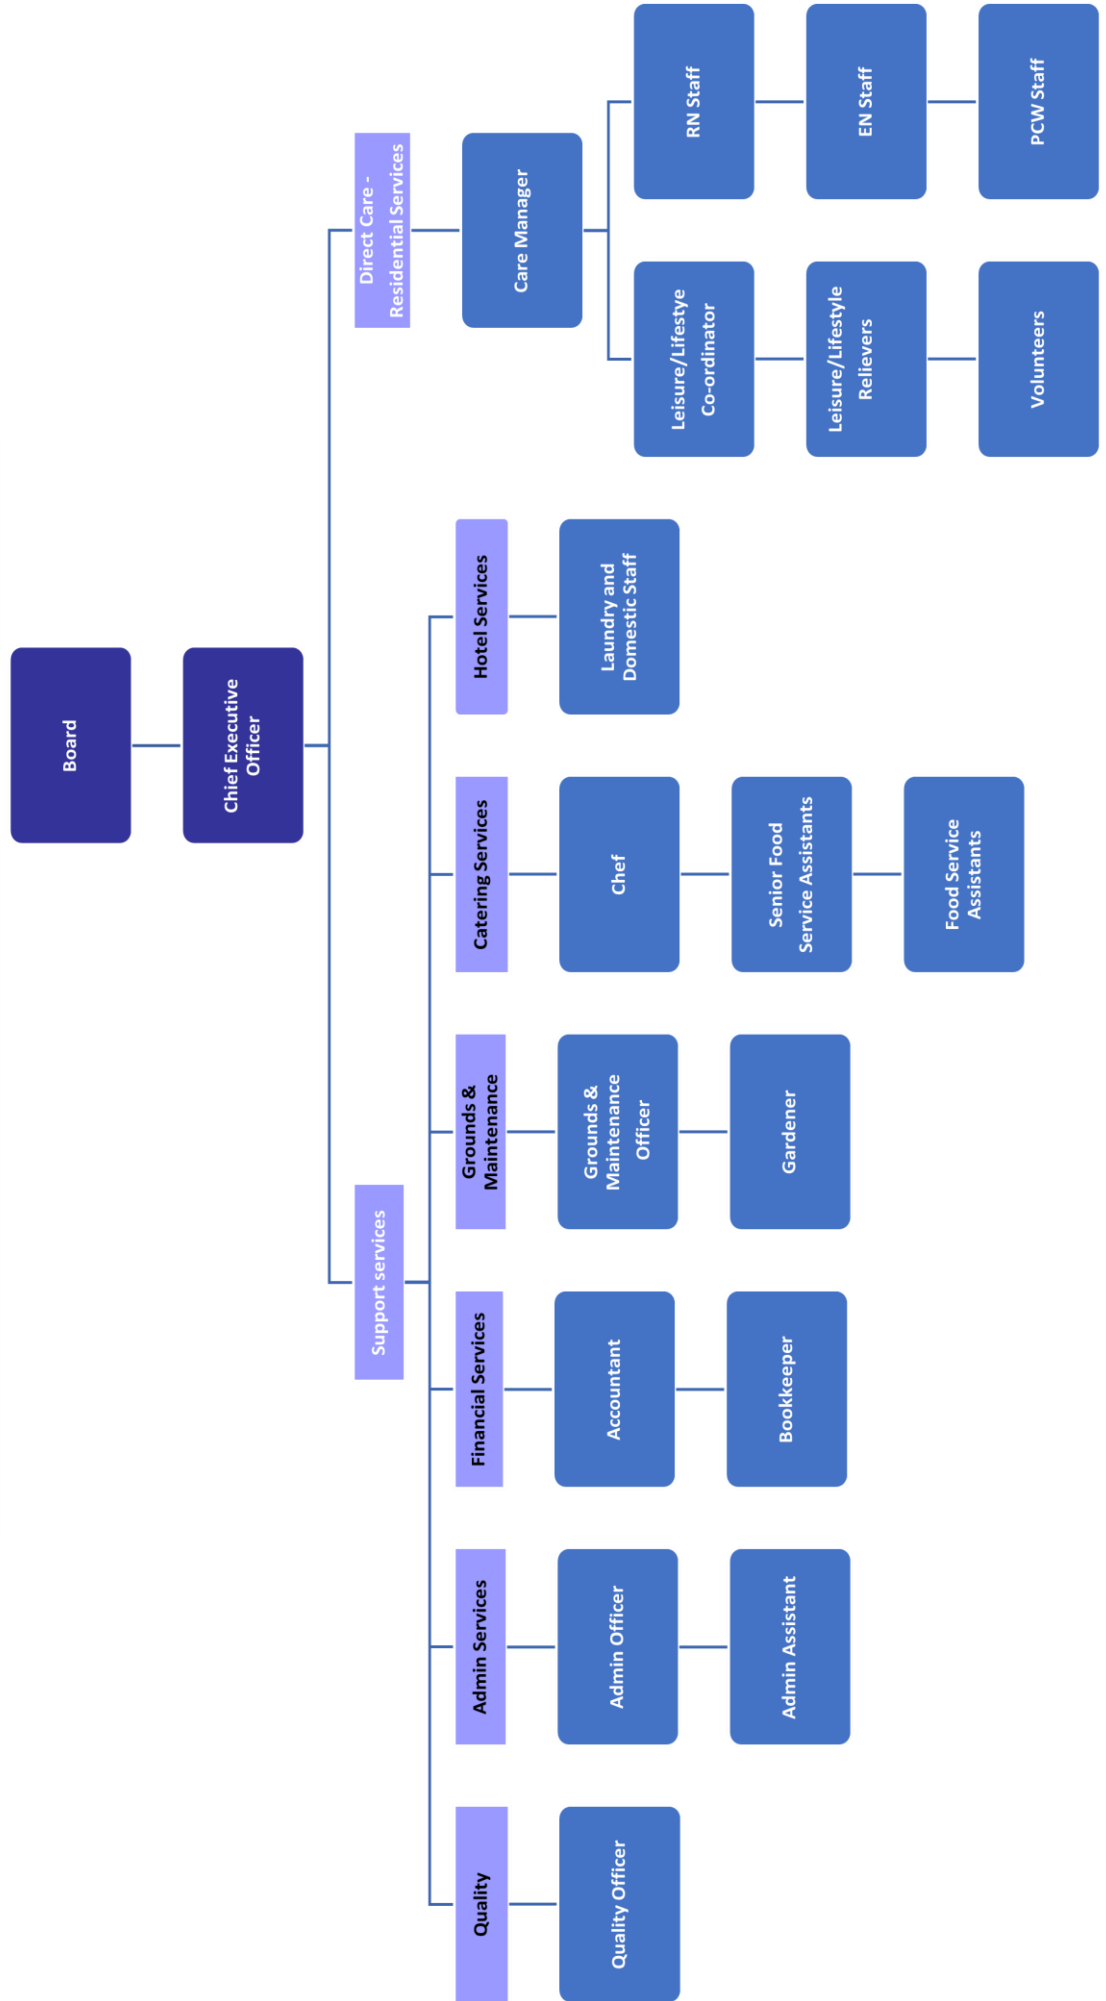 Board
Chief Executive
Officer
Support services
Direct Care -
Residential Services
Quality
Admin Services
Financial Services
Grounds &
Maintenance
Catering Services
Hotel Services
Care Manager
Quality Officer
Admin Officer
Accountant
Grounds &
Maintenance
Officer
Chef
Laundry and
Domestic Staff
Leisure/Lifestye
Co-ordinator
RN Staff
Admin Assistant
Bookkeeper
Gardener
Senior Food
Service Assistants
Leisure/Lifestyle
Relievers
EN Staff
Food Service
Assistants
Volunteers
PCW Staff